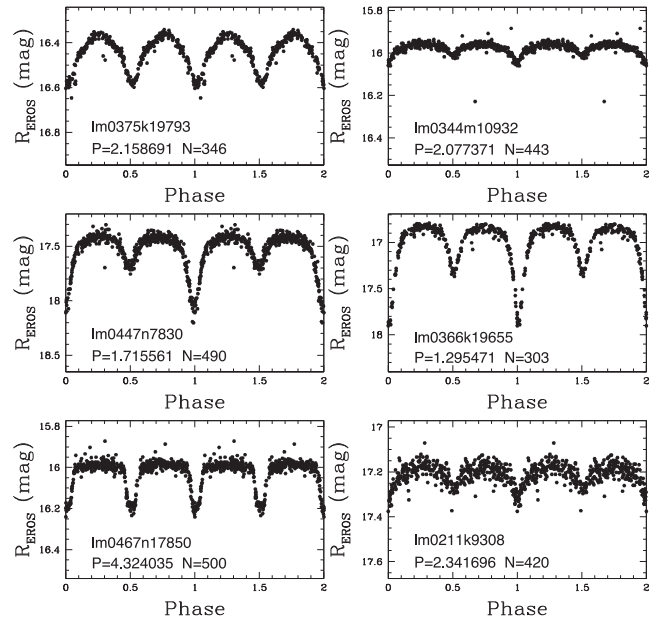 16.4
16.6
16.8
R_EROS (mag)
lm0375k19793
P=2.158691 N=346
0 0.5 1 1.5 2
Phase
15.8
16
16.2
16.4
R_EROS (mag)
lm0344m10932
P=2.077371 N=443
0 0.5 1 1.5 2
Phase
17.5
18
18.5
R_EROS (mag)
lm0447n7830
P=1.715561 N=490
0 0.5 1 1.5 2
Phase
17
17.5
18
R_EROS (mag)
lm0366k19655
P=1.295471 N=303
0 0.5 1 1.5 2
Phase
15.8
16
16.2
16.4
R_EROS (mag)
lm0467n17850
P=4.324035 N=500
0 0.5 1 1.5 2
Phase
17
17.2
17.4
17.6
R_EROS (mag)
lm0211k9308
P=2.341696 N=420
0 0.5 1 1.5 2
Phase